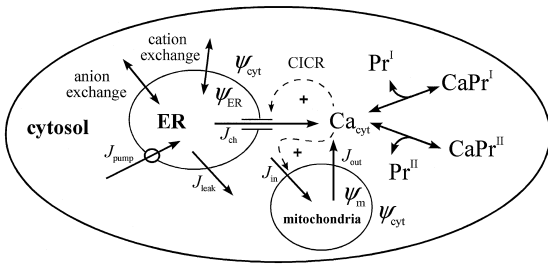 cation
exchange
anion
exchange
ψcyt
CICR
ψER
+
PrI
CaPrI
cytosol
ER
Jch
Cacyt
Jpump
Jleak
+
Jin
Jout
PrII
CaPrII
ψm
mitochondria
ψcyt